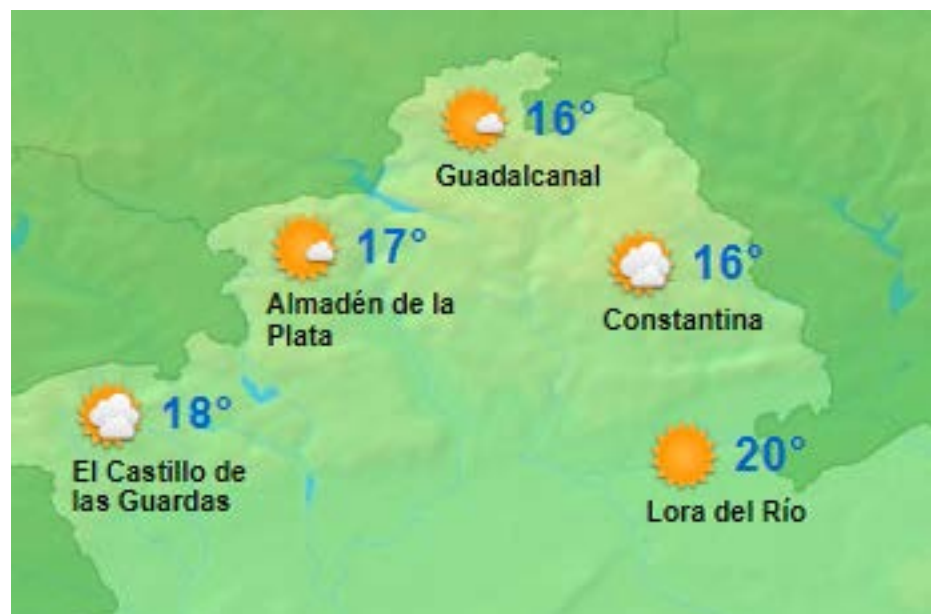 16°
Guadalcanal
17°
Almadén de la
Plata
16°
Constantina
18°
El Castillo de
las Guardas
20°
Lora del Río